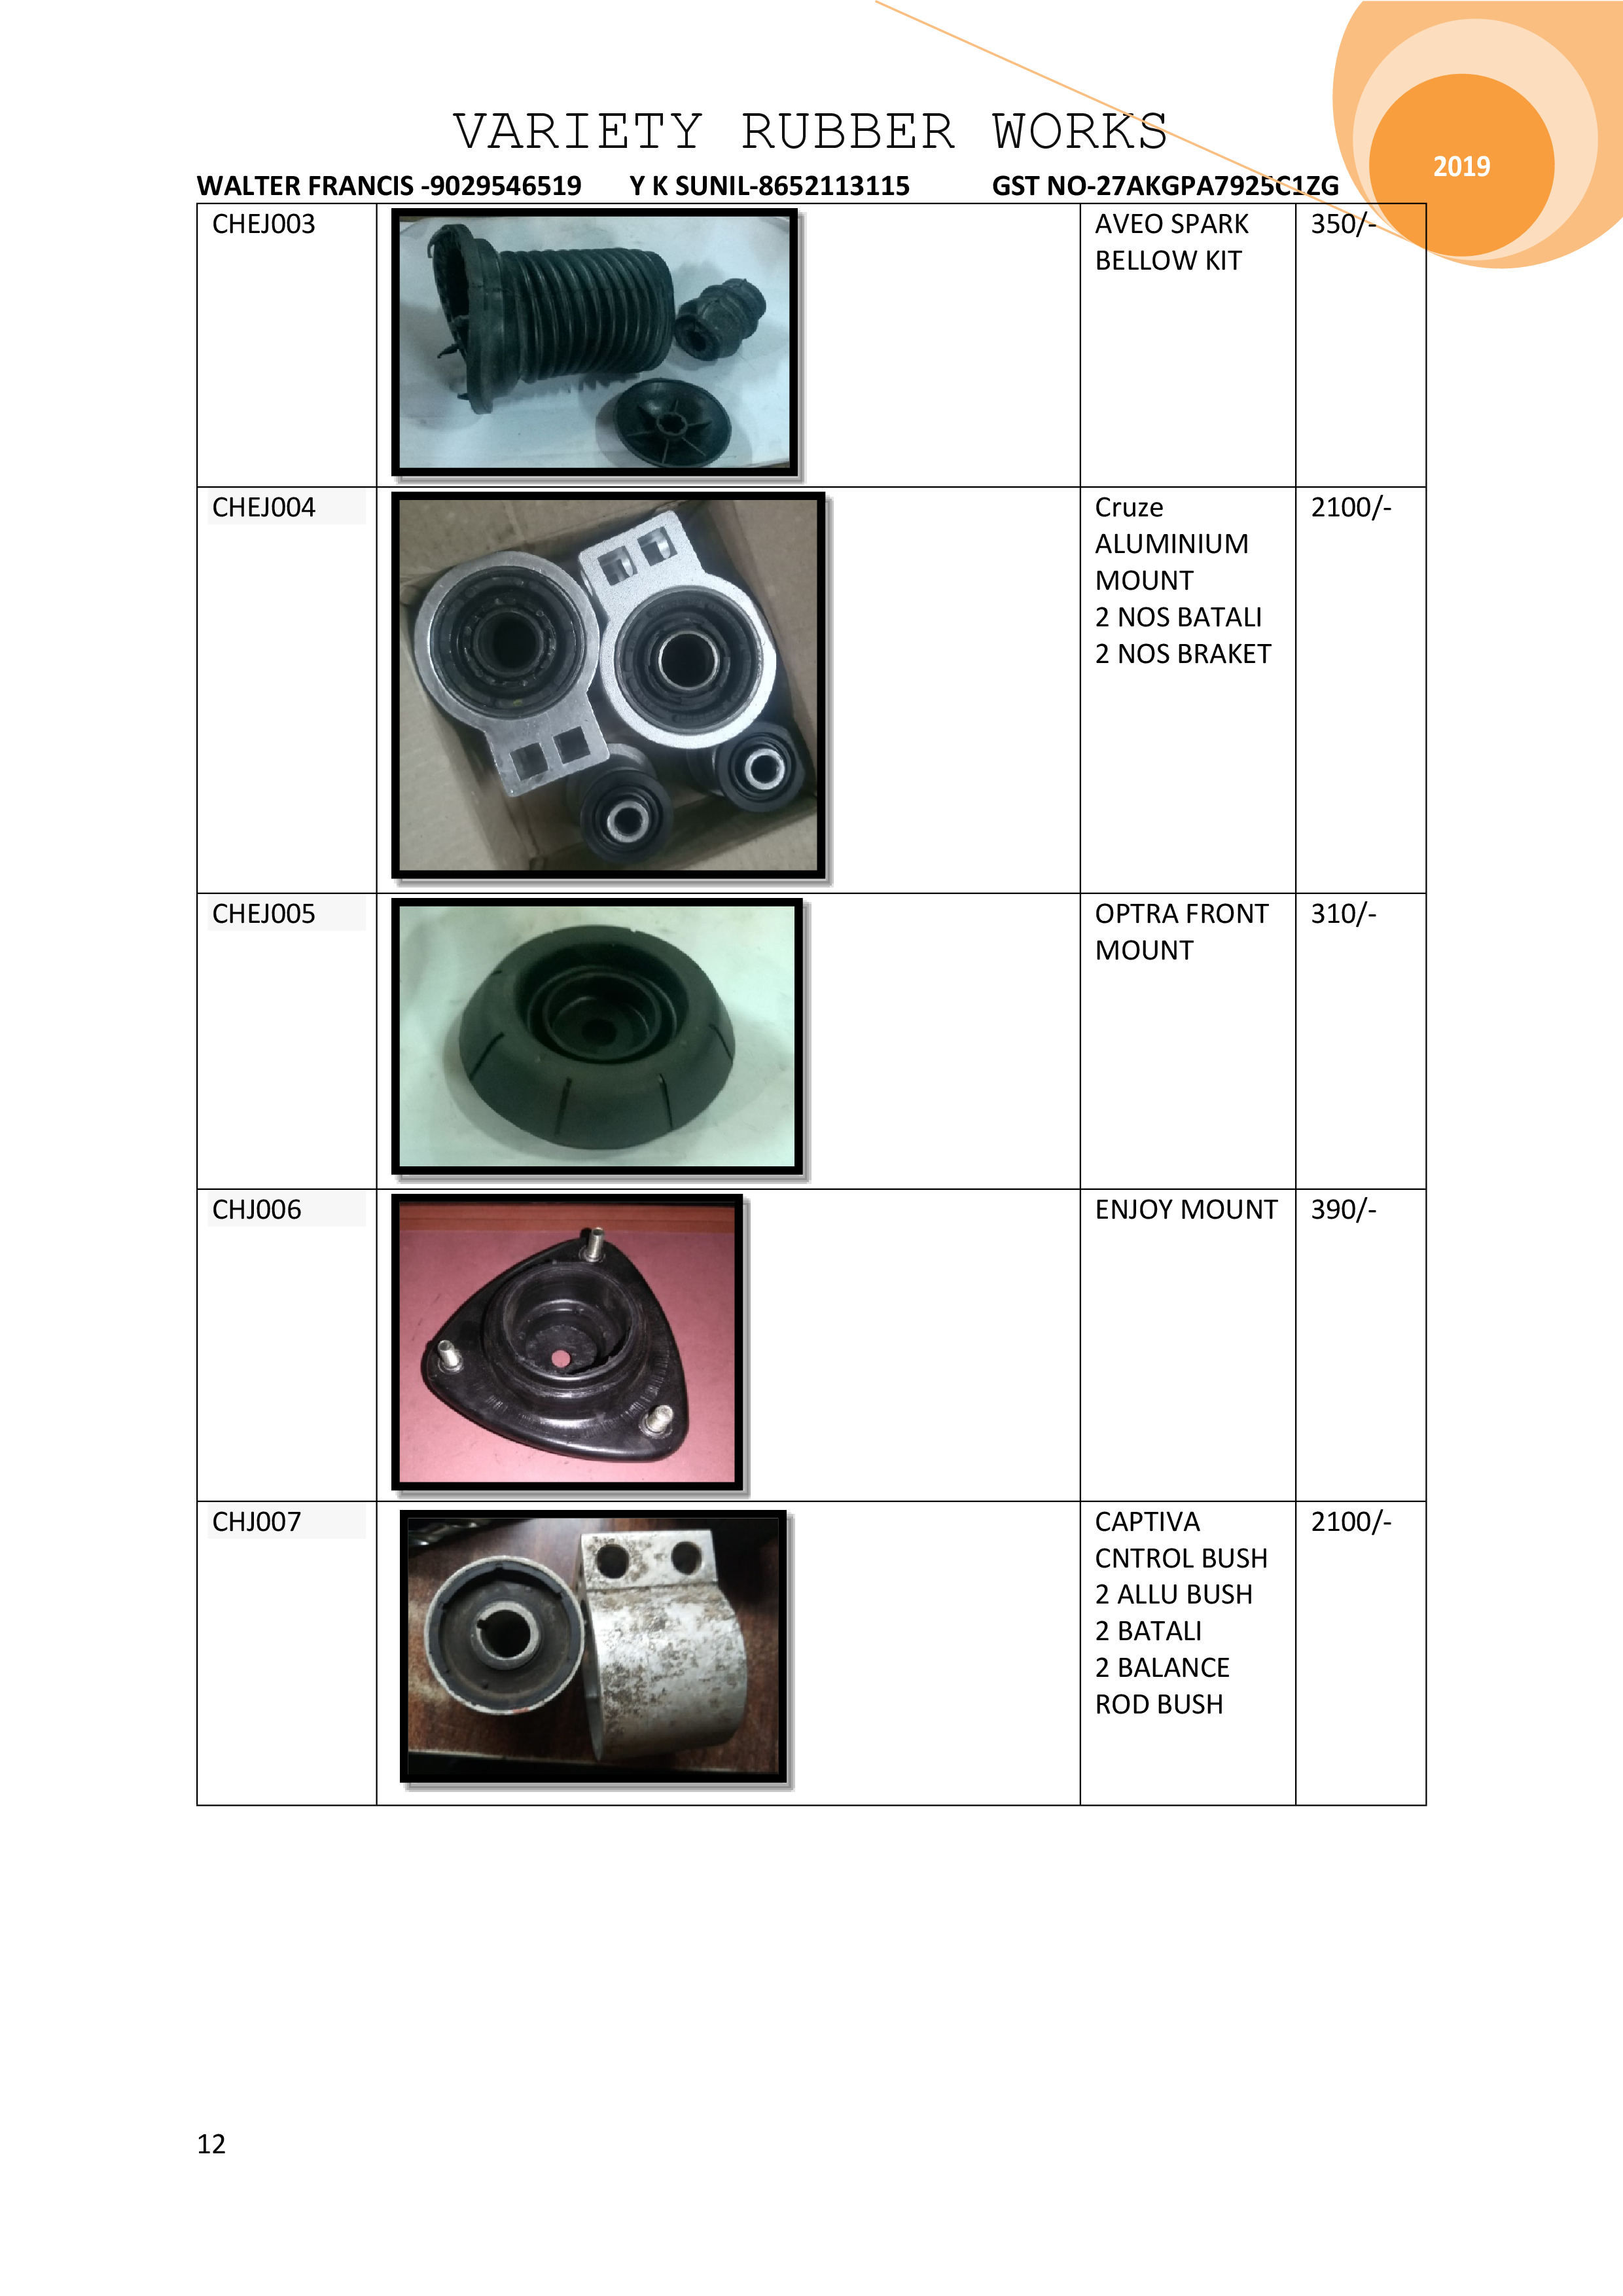 VARIETY RUBBER WORKS
2019
WALTER FRANCIS -9029546519 Y K SUNIL-8652113115 GST NO-27AKGPA7925C1ZG
CHEJ003
AVEO SPARK
BELLOW KIT
350/-
CHEJ004
Cruze
ALUMINIUM
MOUNT
2 NOS BATALI
2 NOS BRAKET
2100/-
CHEJ005
OPTRA FRONT
MOUNT
310/-
CHJ006
ENJOY MOUNT
390/-
CHJ007
CAPTIVA
CNTROL BUSH
2 ALLU BUSH
2 BATALI
2 BALANCE
ROD BUSH
2100/-
12